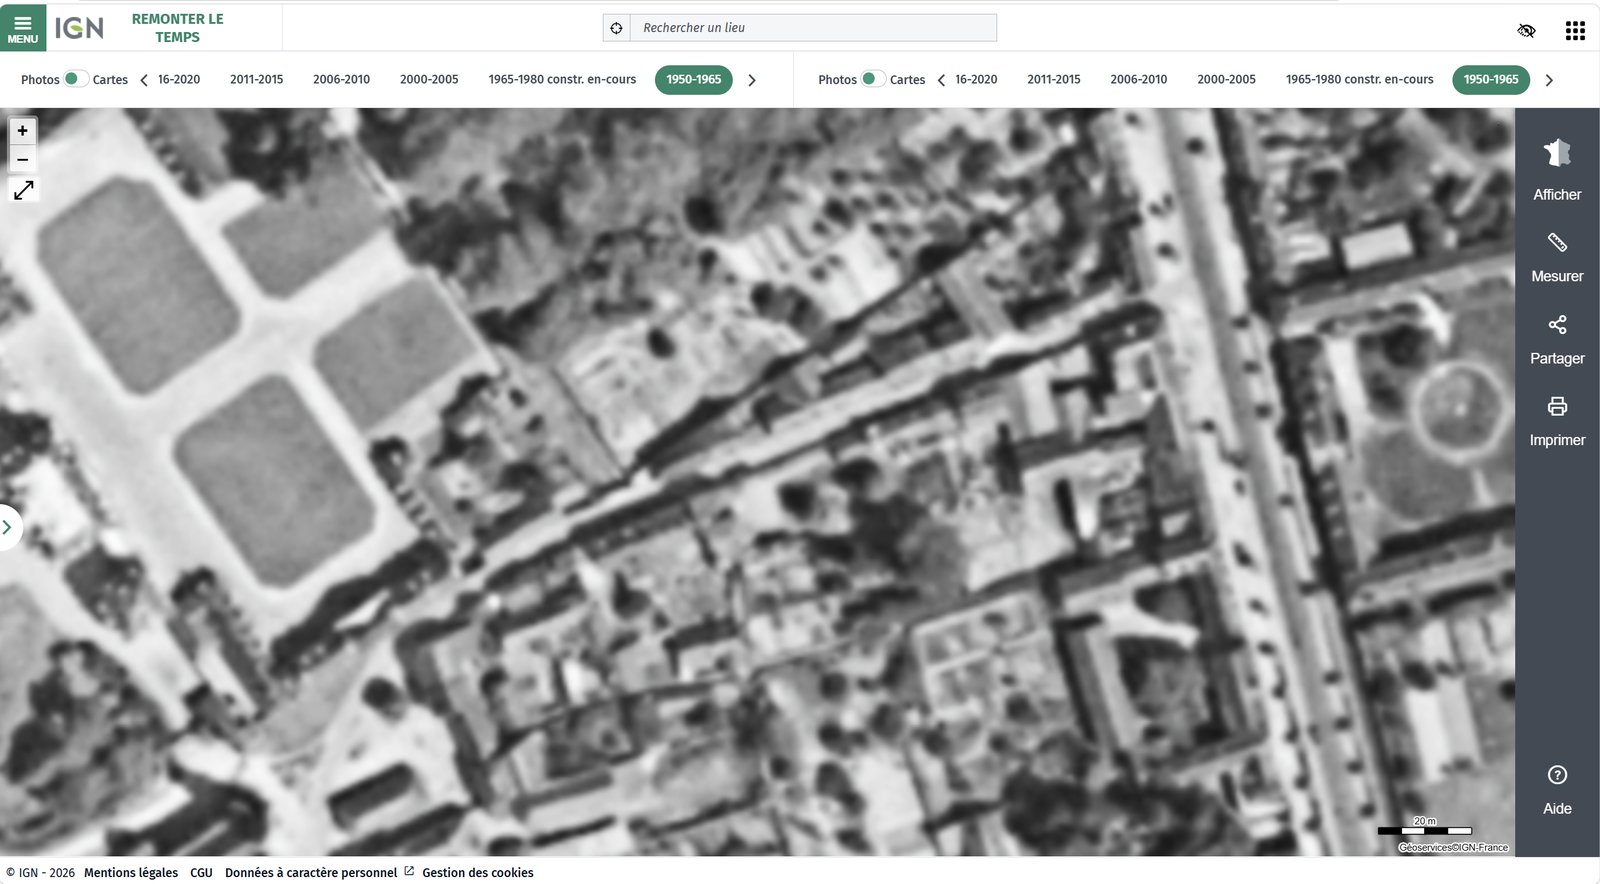 MENU
IGN
REMONTER LE
TEMPS
Rechercher un lieu
Photos Cartes 16-2020 2011-2015 2006-2010 2000-2005 1965-1980 constr. en-cours 1950-1965
Photos Cartes 16-2020 2011-2015 2006-2010 2000-2005 1965-1980 constr. en-cours 1950-1965
+
−
Afficher
Mesurer
Partager
Imprimer
Aide
20 m
Géoservices©IGN-France
© IGN - 2026 Mentions légales CGU Données à caractère personnel Gestion des cookies